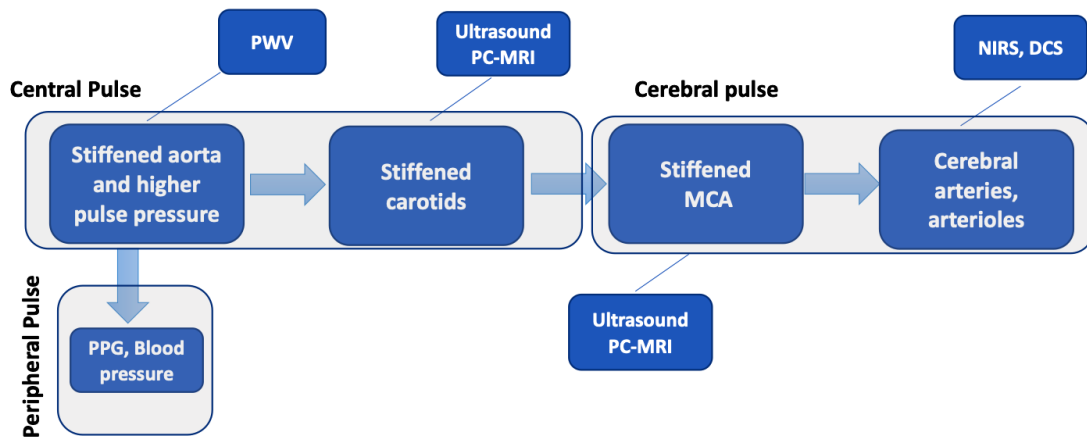 PWV
Ultrasound
PC-MRI
NIRS, DCS
Central Pulse
Cerebral pulse
Stiffened aorta
and higher
pulse pressure
Stiffened
carotids
Stiffened
MCA
Cerebral
arteries,
arterioles
Peripheral Pulse
PPG, Blood
pressure
Ultrasound
PC-MRI